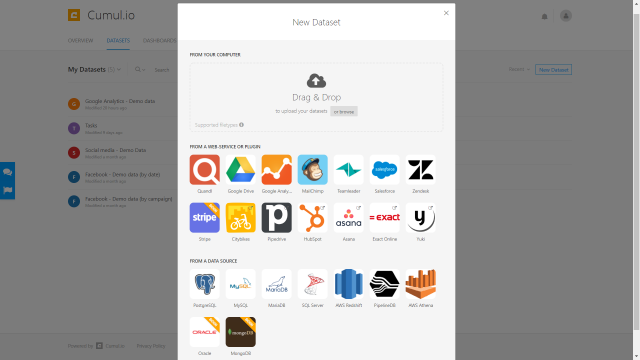 Cumul.io
New Dataset
OVERVIEW DATASETS DASHBOARDS
FROM YOUR COMPUTER
My Datasets
Search
New Dataset
Drag & Drop
to upload your datasets or browse
Google Analytics - Demo data
Tasks
Supported filetypes
Social media - Demo Data
FROM A WEB-SERVICE OR PLUGIN
Facebook - Demo data (by date)
Facebook - Demo data (by campaign)
Quandl Google Drive Google Analy... MailChimp Teamleader Salesforce Zendesk
stripe
asana
= exact
Stripe Citybikes Pipedrive HubSpot Asana Exact Online Yuki
FROM A DATA SOURCE
MySQL
MariaDB
SQL Server
PostgreSQL MySQL MariaDB SQL Server AWS Redshift PipelineDB AWS Athena
ORACLE
mongoDB
Powered by Cumul.io Privacy Policy
Oracle MongoDB